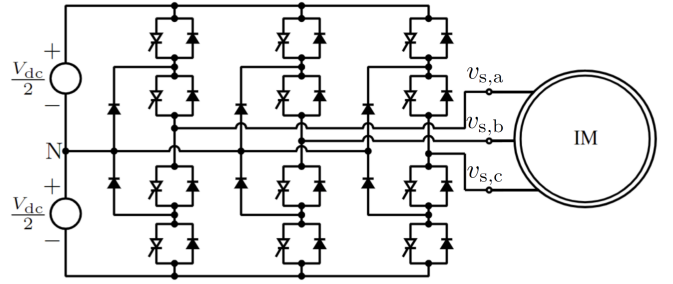 +
V_dc/2
−
N
+
V_dc/2
−
v_s,a
v_s,b
v_s,c
IM